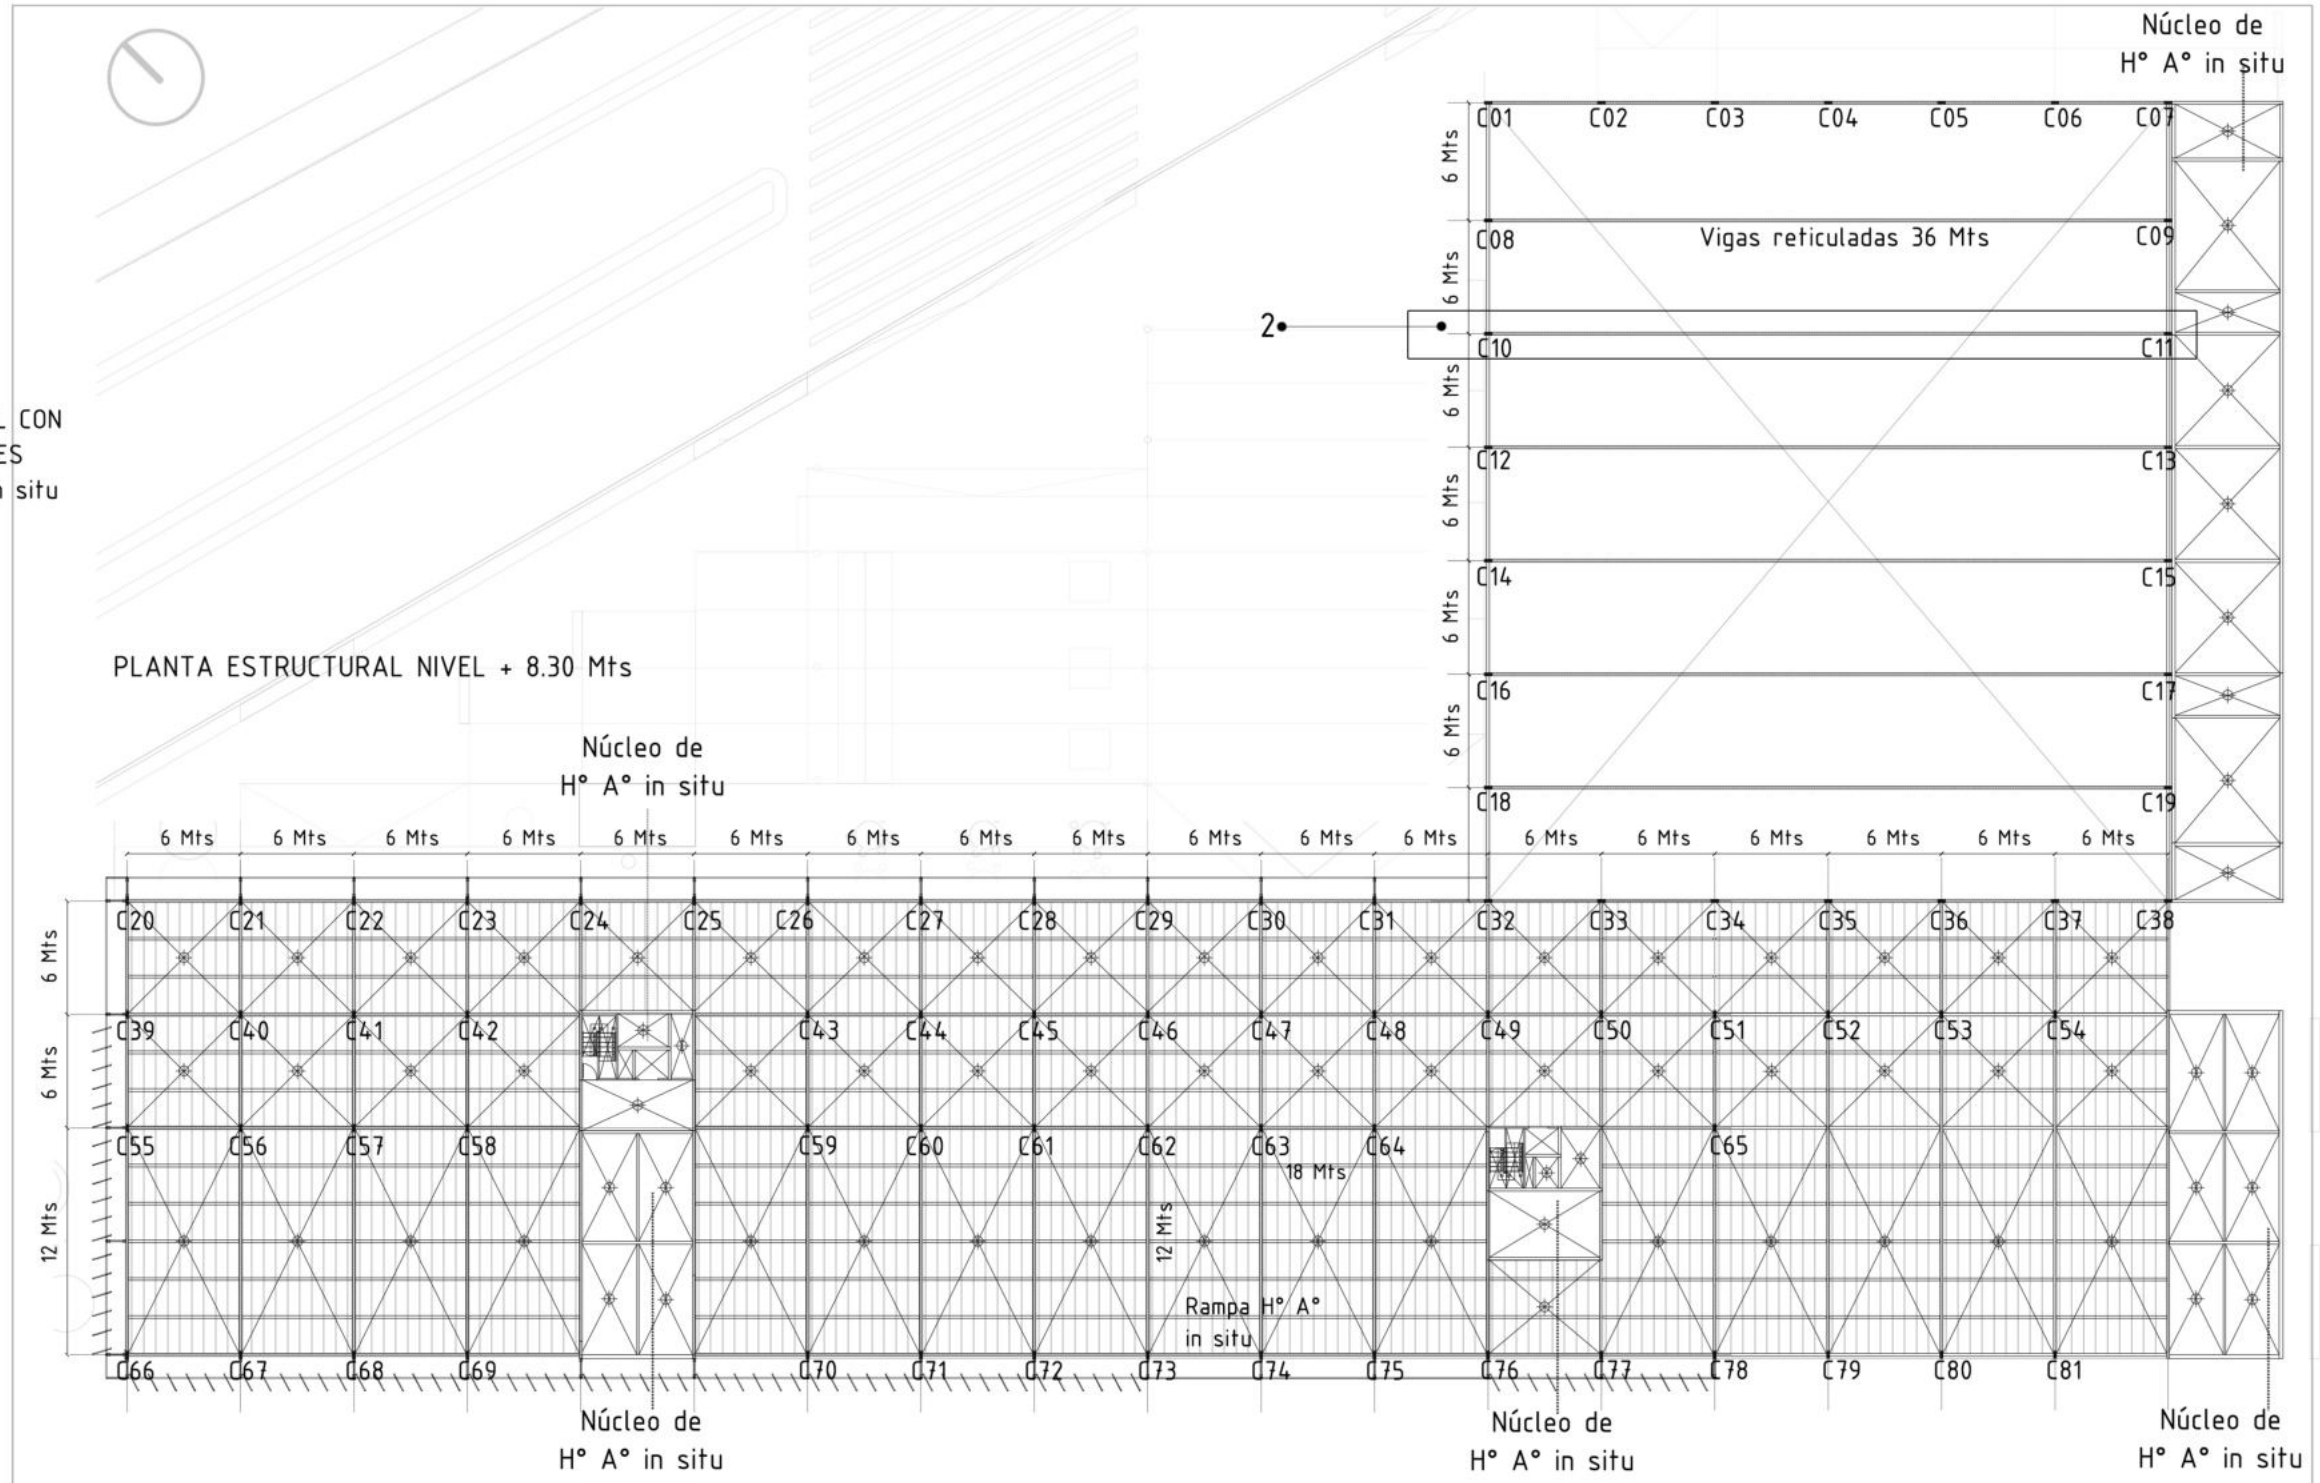 Núcleo de
H° A° in situ
C01 C02 C03 C04 C05 C06 C07
6 Mts
C08 Vigas reticuladas 36 Mts C09
6 Mts
2
C10 C11
6 Mts
L CON
ES
n situ
C12 C13
6 Mts
C14 C15
6 Mts
PLANTA ESTRUCTURAL NIVEL + 8.30 Mts
C16 C17
6 Mts
Núcleo de
H° A° in situ
C18 C19
6 Mts 6 Mts 6 Mts 6 Mts 6 Mts 6 Mts 6 Mts 6 Mts 6 Mts 6 Mts 6 Mts 6 Mts 6 Mts 6 Mts 6 Mts 6 Mts 6 Mts 6 Mts
C20 C21 C22 C23 C24 C25 C26 C27 C28 C29 C30 C31 C32 C33 C34 C35 C36 C37 C38
6 Mts
C39 C40 C41 C42 C43 C44 C45 C46 C47 C48 C49 C50 C51 C52 C53 C54
6 Mts
C55 C56 C57 C58 C59 C60 C61 C62 C63 C64 C65
18 Mts
12 Mts
12 Mts
Rampa H° A°
in situ
C66 C67 C68 C69 C70 C71 C72 C73 C74 C75 C76 C77 C78 C79 C80 C81
Núcleo de
H° A° in situ
Núcleo de
H° A° in situ
Núcleo de
H° A° in situ